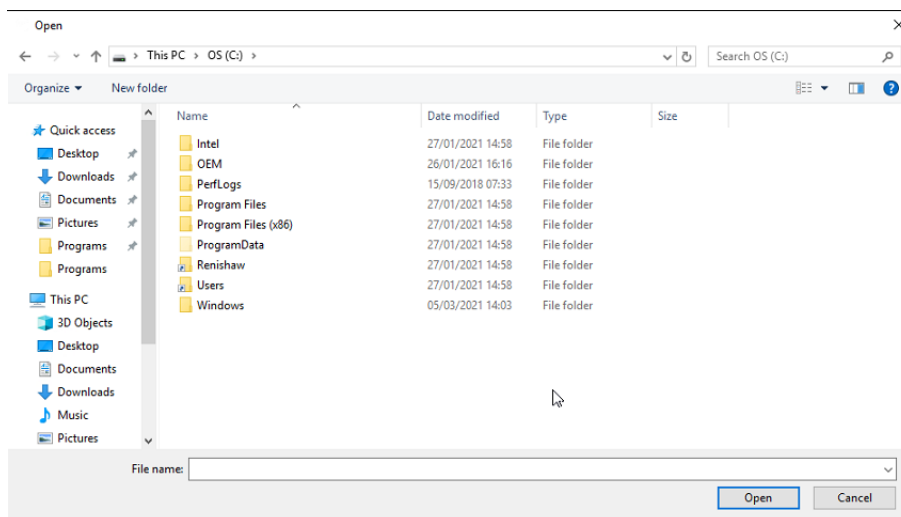 Open
This PC > OS (C:) >
Search OS (C:)
Organize
New folder
Name
Date modified
Type
Size
Quick access
Desktop
Downloads
Documents
Pictures
Programs
Programs
This PC
3D Objects
Desktop
Documents
Downloads
Music
Pictures
Intel 27/01/2021 14:58 File folder
OEM 26/01/2021 16:16 File folder
PerfLogs 15/09/2018 07:33 File folder
Program Files 27/01/2021 14:58 File folder
Program Files (x86) 27/01/2021 14:58 File folder
ProgramData 27/01/2021 14:58 File folder
Renishaw 27/01/2021 14:58 File folder
Users 27/01/2021 14:58 File folder
Windows 05/03/2021 14:03 File folder
File name:
Open
Cancel